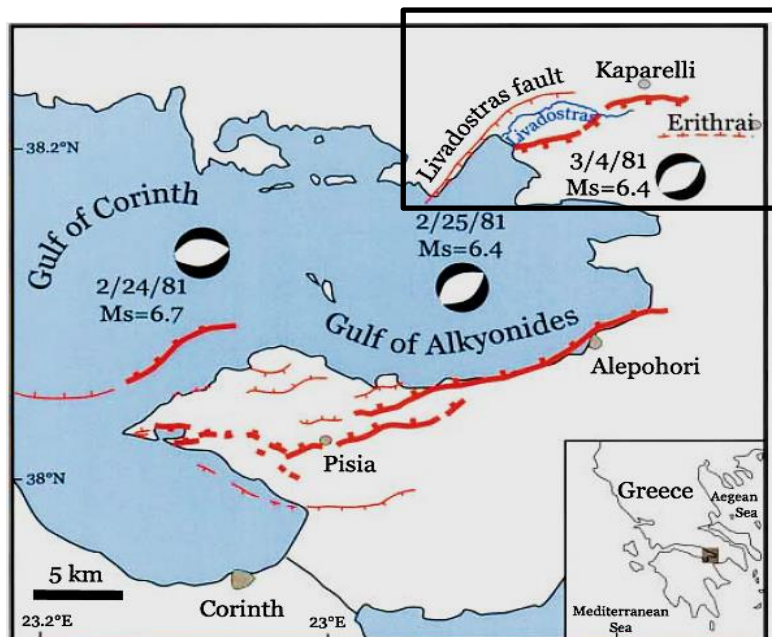 Kaparelli
Livadostras fault
Livadostras
Erithrai
38.2°N
3/4/81
Ms=6.4
Gulf of Corinth
2/25/81
Ms=6.4
2/24/81
Ms=6.7
Gulf of Alkyonides
Alepohori
Pisia
38°N
Greece
Aegean
Sea
5 km
Corinth
Mediterranean
Sea
23.2°E
23°E